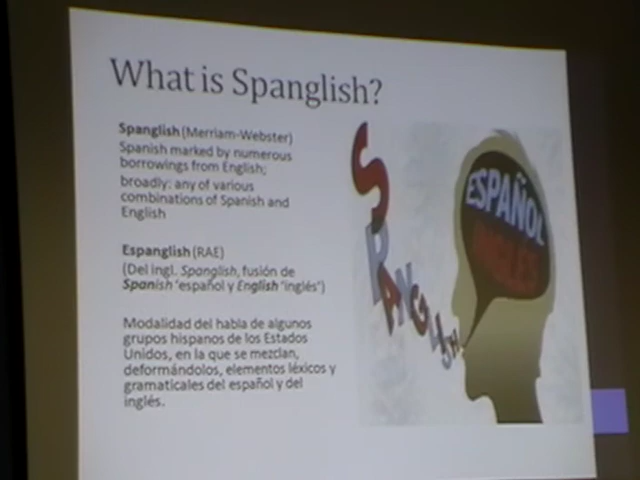 What is Spanglish?
Spanglish (Merriam-Webster)
Spanish marked by numerous
borrowings from English;
broadly: any of various
combinations of Spanish and
English
Espanglish (RAE)
(Del ingl. Spanglish, fusión de
Spanish 'español y English 'inglés')
Modalidad del habla de algunos
grupos hispanos de los Estados
Unidos, en la que se mezclan,
deformándolos, elementos léxicos y
gramaticales del español y del
inglés.
SPANGLISH
ESPAÑOL
INGLES